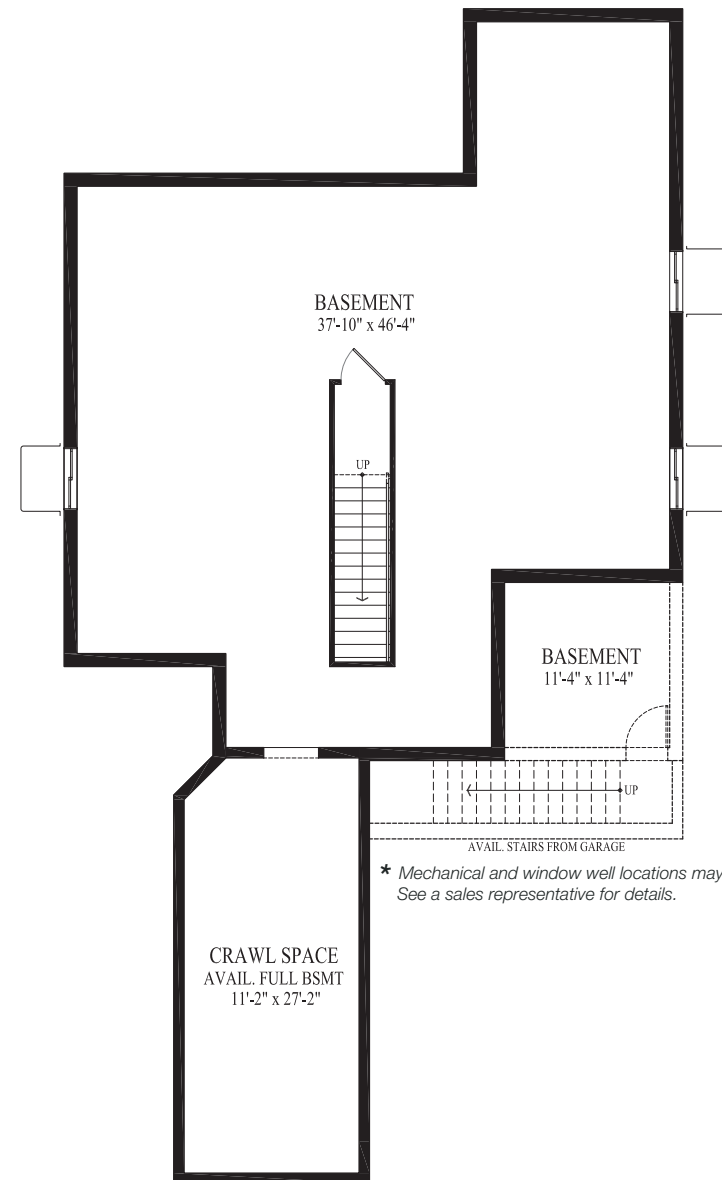 BASEMENT
37'-10" x 46'-4"
UP
BASEMENT
11'-4" x 11'-4"
UP
AVAIL. STAIRS FROM GARAGE
* Mechanical and window well locations may
See a sales representative for details.
CRAWL SPACE
AVAIL. FULL BSMT
11'-2" x 27'-2"